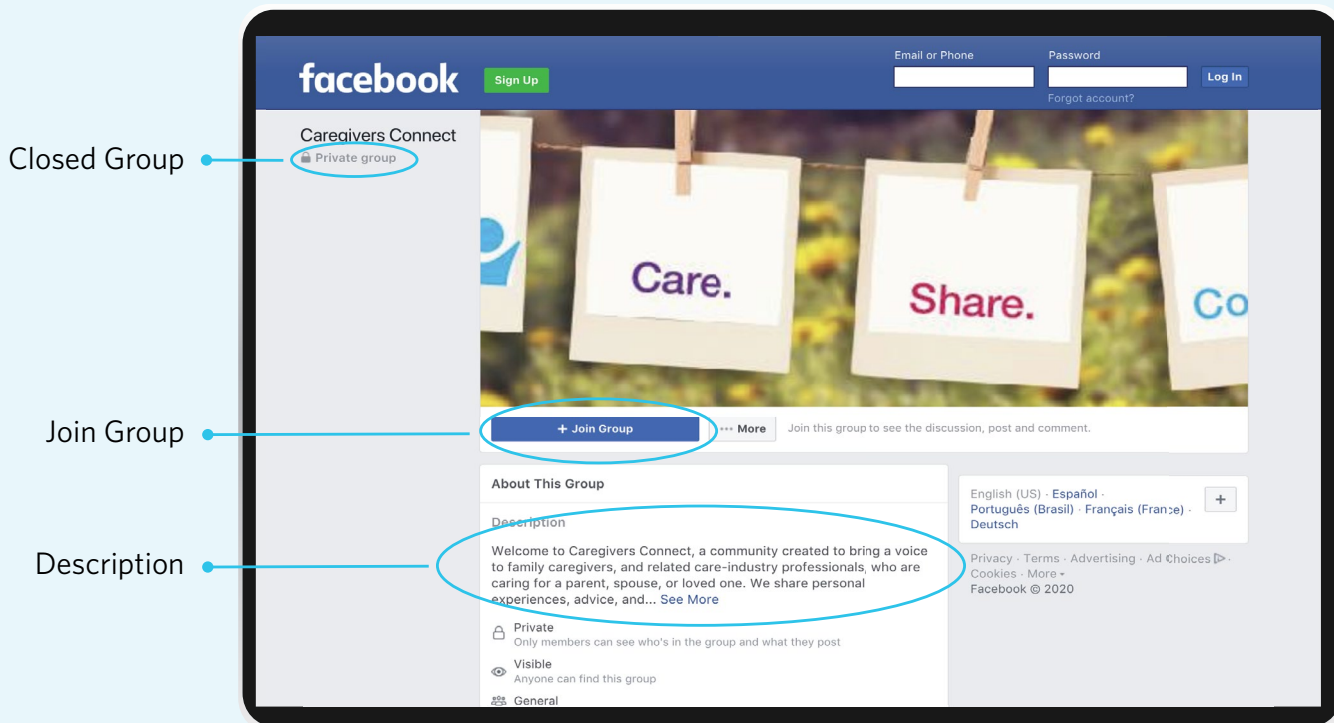 facebook
Sign Up
Email or Phone
Password
Log In
Forgot account?
Closed Group
Caregivers Connect
Private group
Care.
Share.
Co
Join Group
+ Join Group
··· More
Join this group to see the discussion, post and comment.
About This Group
Description
Description
Welcome to Caregivers Connect, a community created to bring a voice
to family caregivers, and related care-industry professionals, who are
caring for a parent, spouse, or loved one. We share personal
experiences, advice, and... See More
Private
Only members can see who's in the group and what they post
Visible
Anyone can find this group
General
English (US) · Español ·
Português (Brasil) · Français (France) ·
Deutsch
+
Privacy · Terms · Advertising · Ad Choices ·
Cookies · More
Facebook © 2020